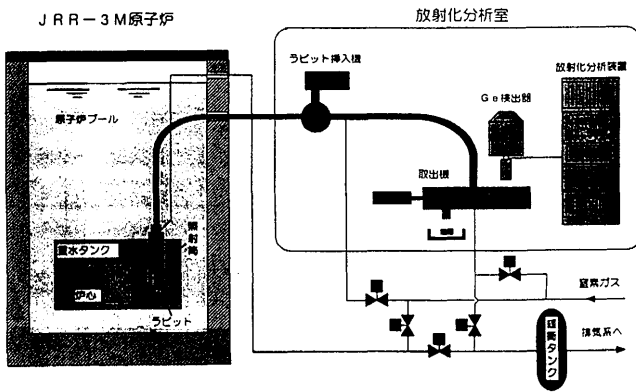 JRR-3M原子炉
放射化分析室
ラビット挿入機
放射化分析装置
Ge検出器
原子炉プール
取出機
照射筒
重水タンク
炉心
ラビット
窒素ガス
緩衝タンク
排気系へ